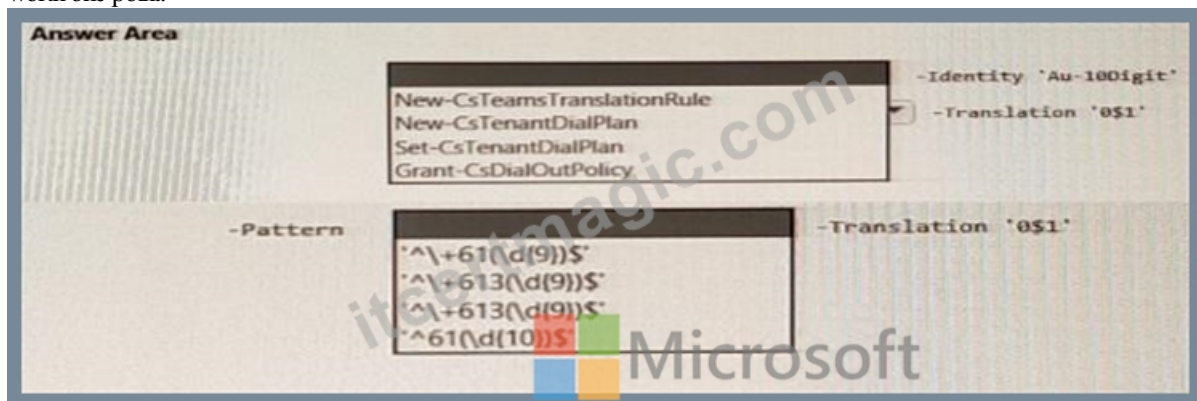 Answer Area
-Identity 'Au-10Digit'
New-CsTeamsTranslationRule
-Translation '0$1'
New-CsTenantDialPlan
Set-CsTenantDialPlan
Grant-CsDialOutPolicy
-Pattern
-Translation '0$1'
'^\+61(\d{9})$'
'^\+613(\d{9})$'
'^\+613(\d{9})$'
'^61(\d{10})$'
itcertmagic.com
Microsoft